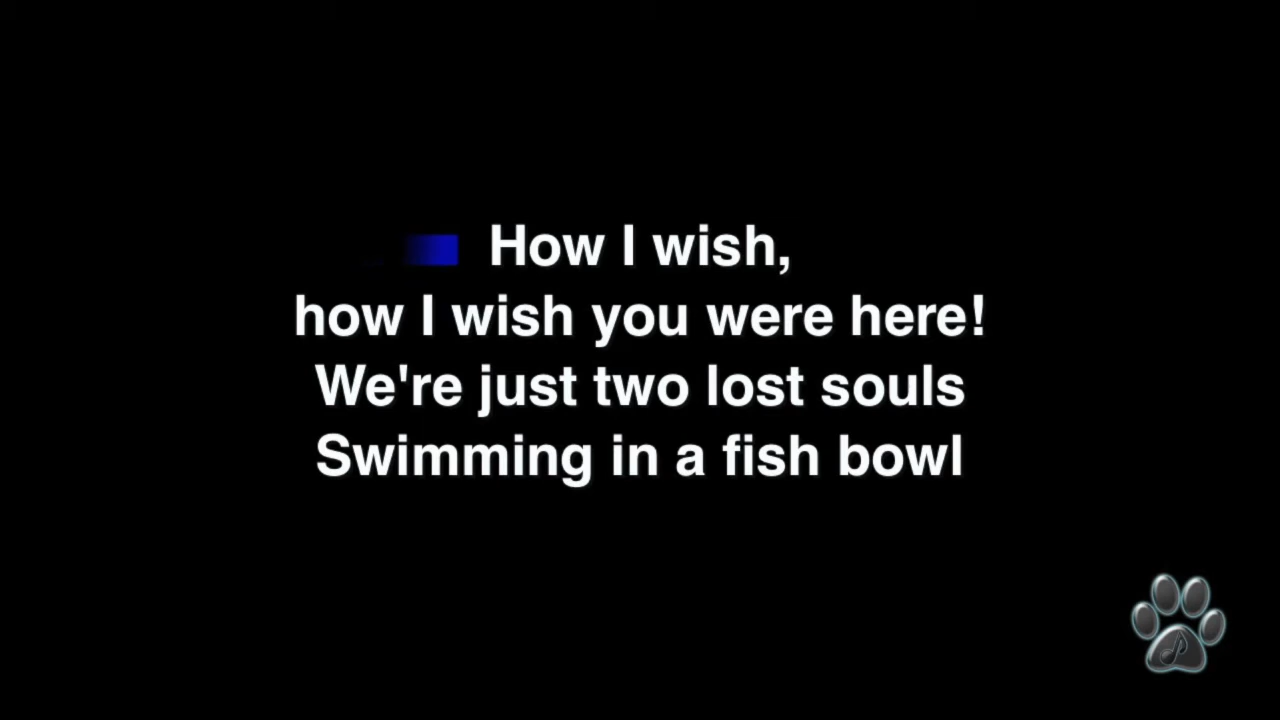 How I wish,
how I wish you were here!
We're just two lost souls
Swimming in a fish bowl